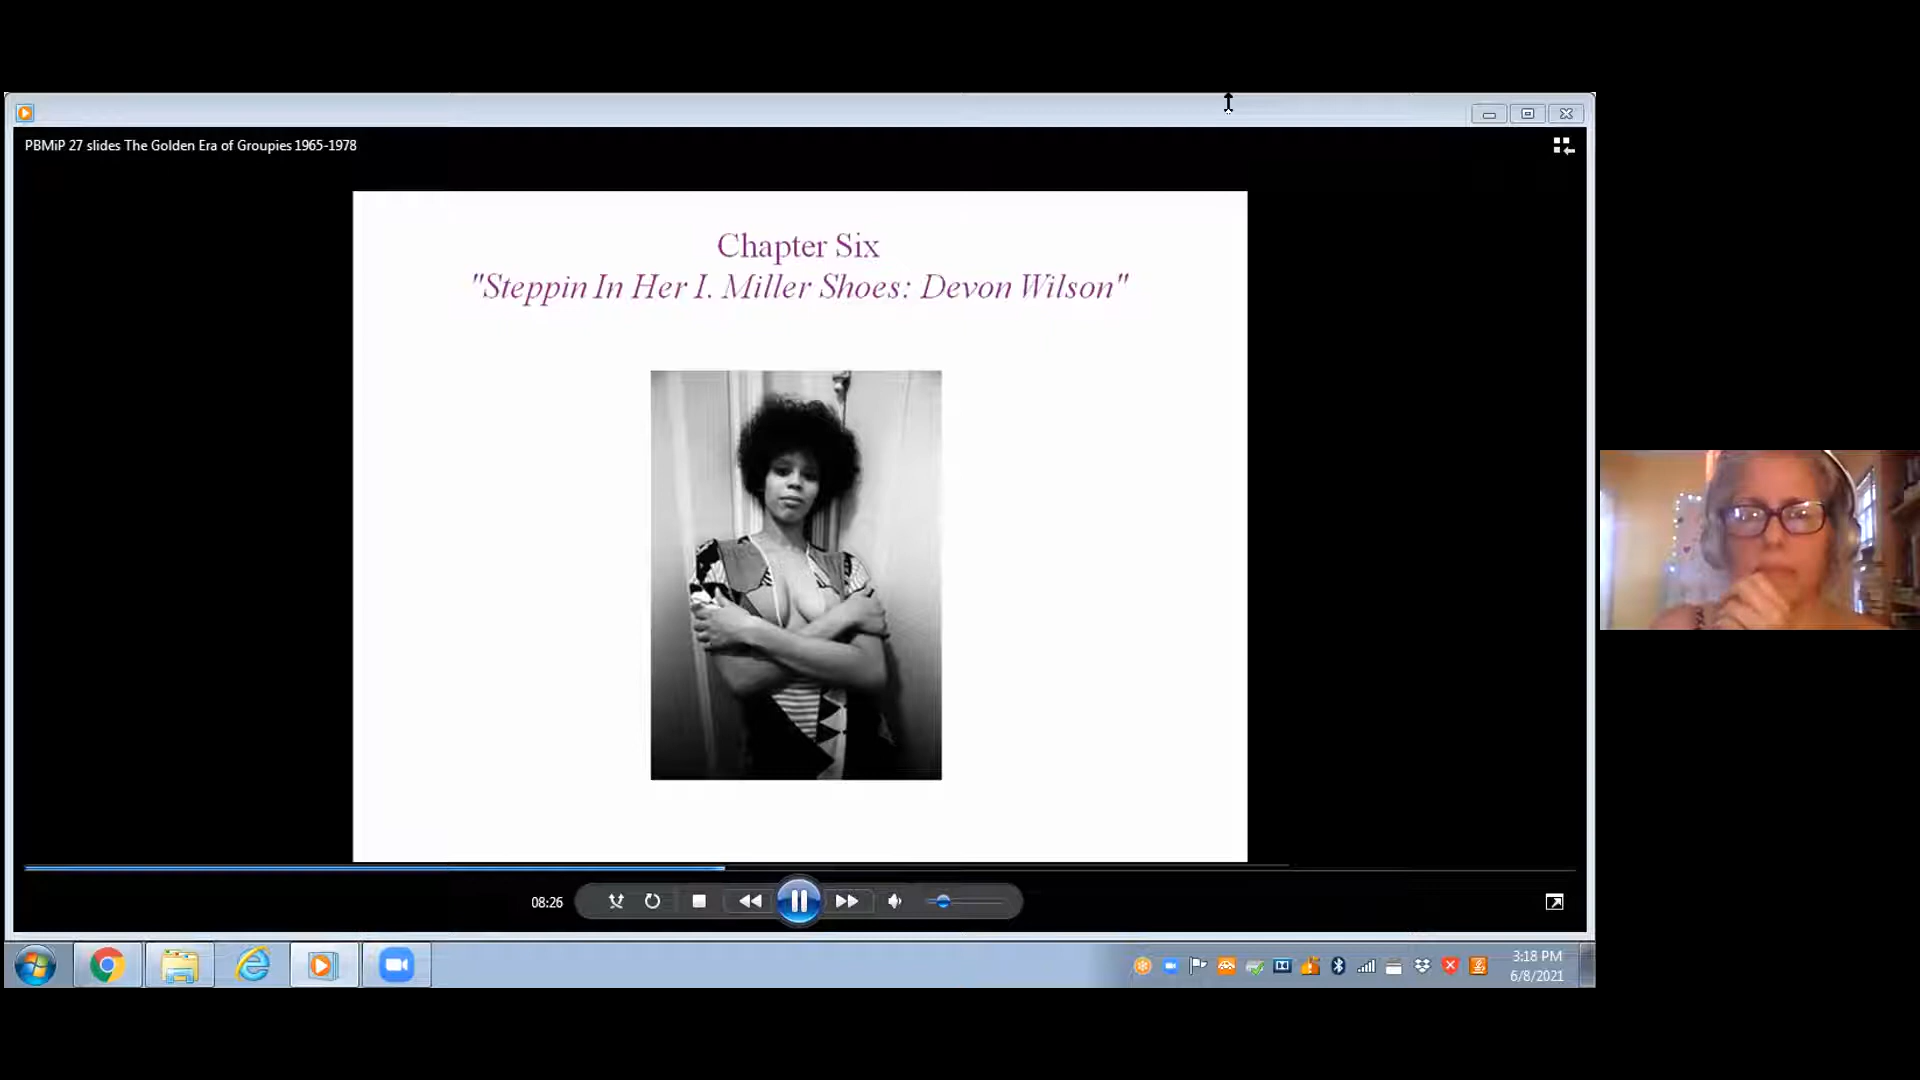 PBMiP 27 slides The Golden Era of Groupies 1965-1978
Chapter Six
"Steppin In Her I. Miller Shoes: Devon Wilson"
08:26
3:18 PM
6/8/2021